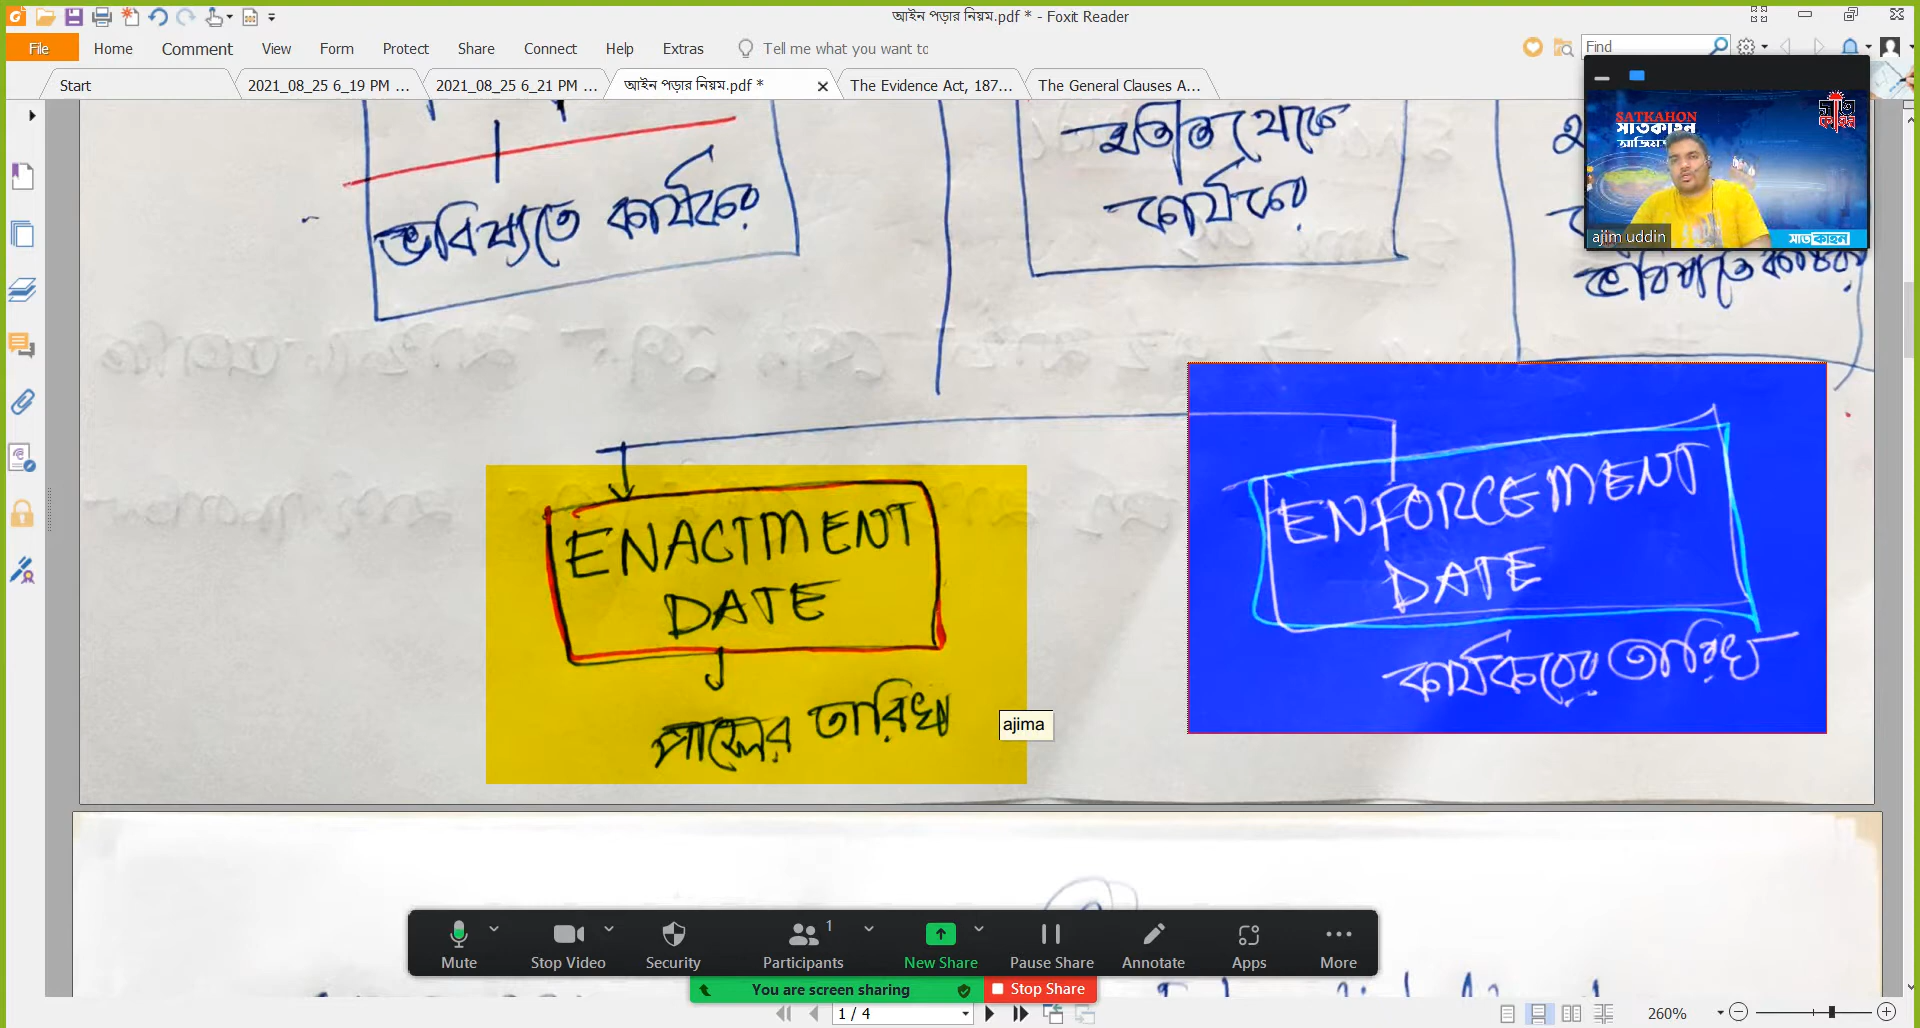 আইন পড়ার নিয়ম.pdf * - Foxit Reader
File Home Comment View Form Protect Share Connect Help Extras Tell me what you want to Find
Start 2021_08_25 6_19 PM ... 2021_08_25 6_21 PM ... আইন পড়ার নিয়ম.pdf * The Evidence Act, 187... The General Clauses A...
SATKAHON
সাতকাহন
ajim uddin
সাতকাহন
অতীত থেকে
কার্যকর
ভবিষ্যতে কার্যকর
ভবিষ্যতে কার্যকর
ENACTMENT
DATE
পাসের তারিখ
ajima
ENFORCEMENT
DATE
কার্যকরের তারিখ
Mute Stop Video Security Participants 1 New Share Pause Share Annotate Apps More
You are screen sharing Stop Share
1 / 4
260%